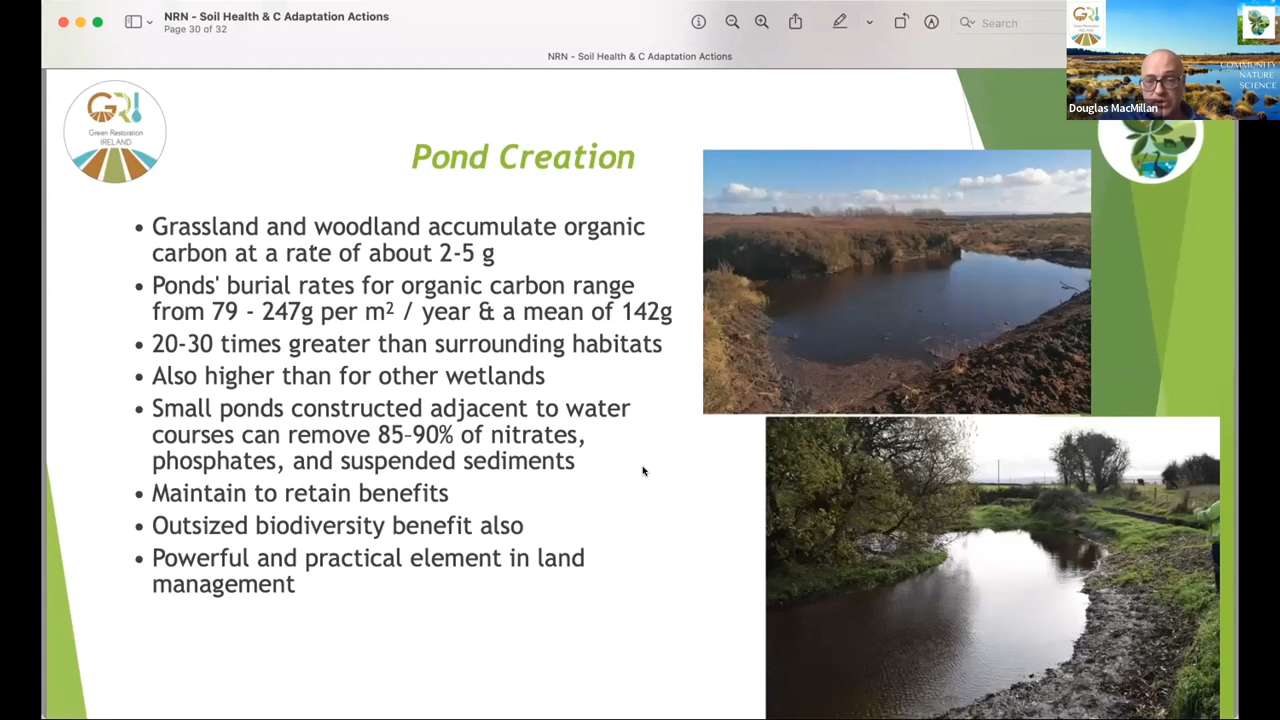 NRN - Soil Health & C Adaptation Actions
Page 30 of 32
Search
NRN - Soil Health & C Adaptation Actions
GRI
COMMUNITY
NATURE
SCIENCE
Douglas MacMillan
GRI
Green Restoration
IRELAND
Pond Creation
• Grassland and woodland accumulate organic
carbon at a rate of about 2-5 g
• Ponds' burial rates for organic carbon range
from 79 - 247g per m² / year & a mean of 142g
• 20-30 times greater than surrounding habitats
• Also higher than for other wetlands
• Small ponds constructed adjacent to water
courses can remove 85–90% of nitrates,
phosphates, and suspended sediments
• Maintain to retain benefits
• Outsized biodiversity benefit also
• Powerful and practical element in land
management